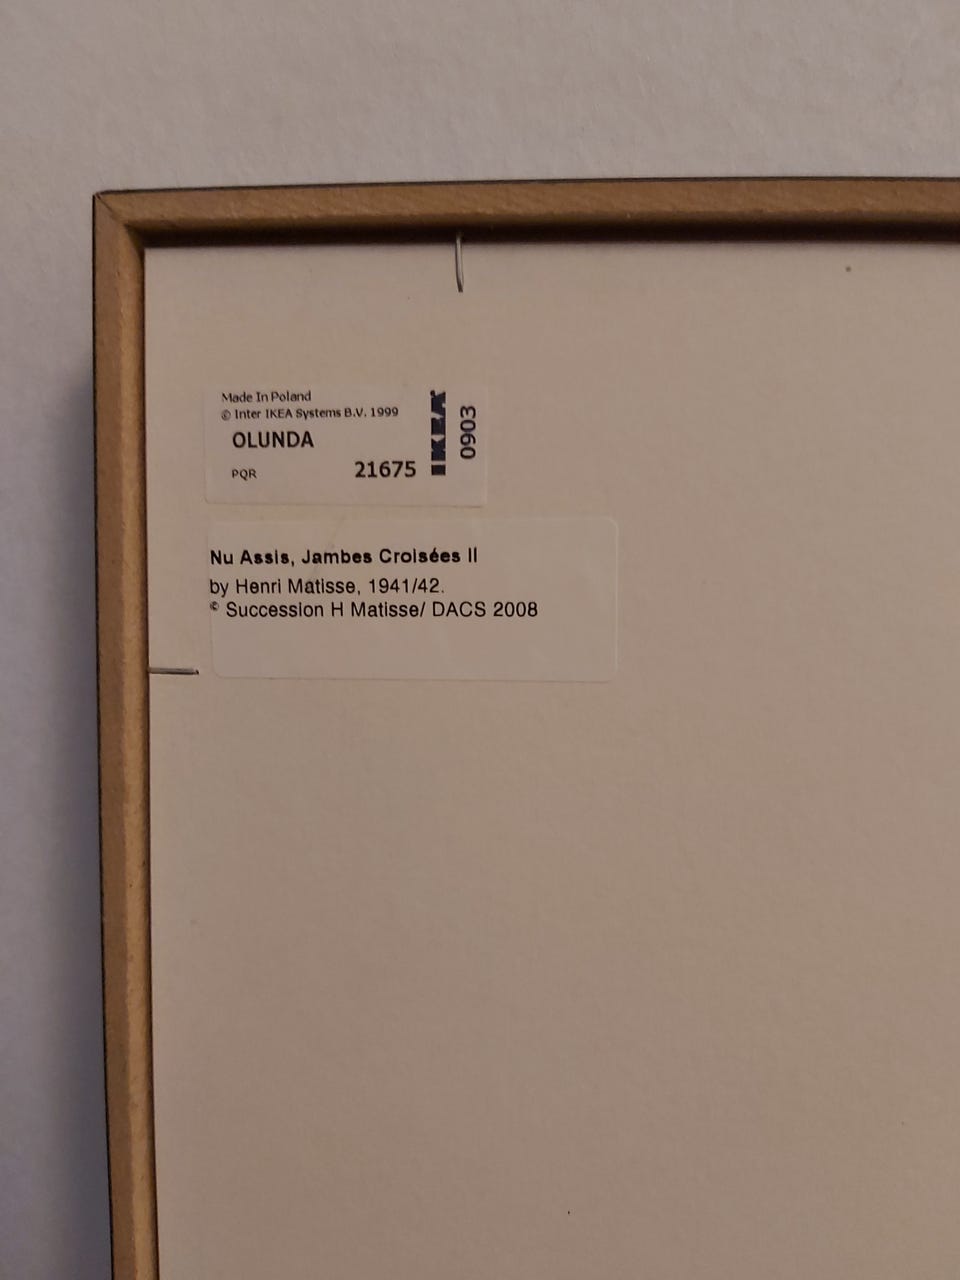 Made In Poland
© Inter IKEA Systems B.V. 1999
OLUNDA
PQR 21675
IKEA
0903
Nu Assis, Jambes Croisées II
by Henri Matisse, 1941/42.
© Succession H Matisse/ DACS 2008